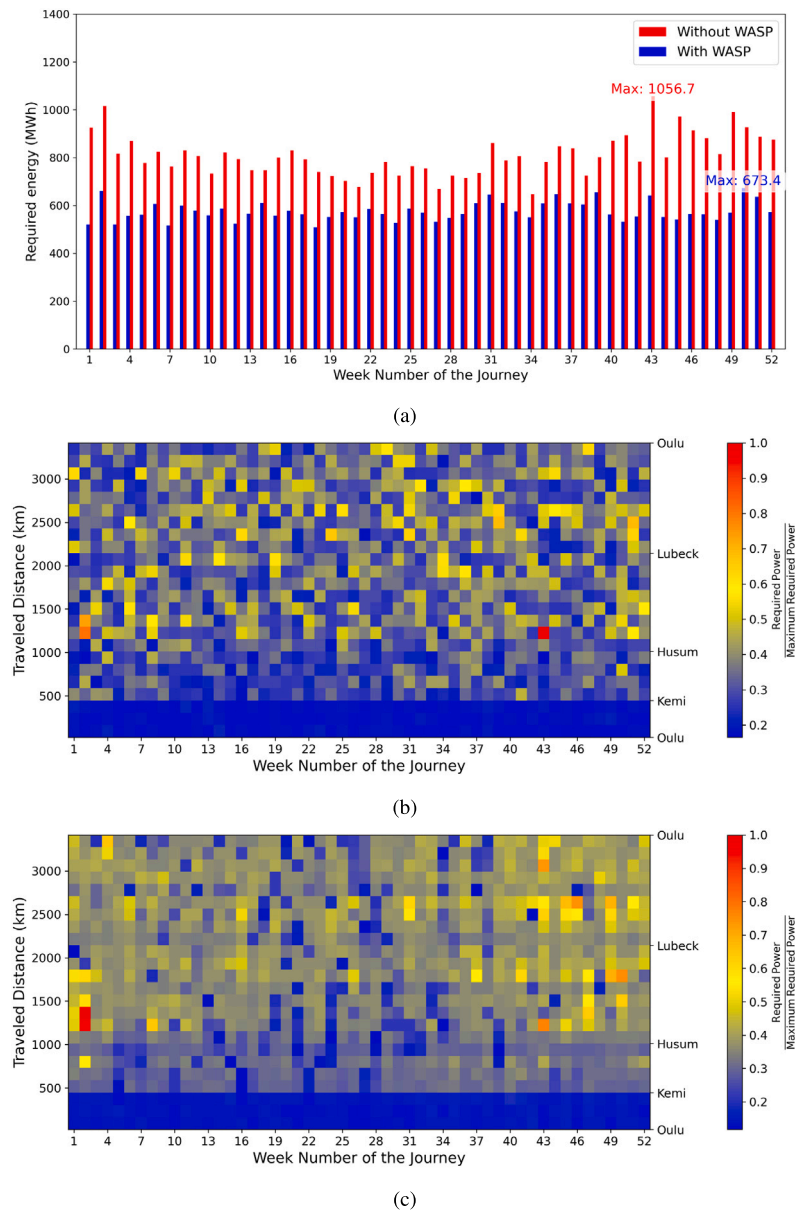 1400
1200
1000
800
600
400
200
0
Required energy (MWh)
Without WASP
With WASP
Max: 1056.7
Max: 673.4
1 4 7 10 13 16 19 22 25 28 31 34 37 40 43 46 49 52
Week Number of the Journey
(a)
3000
2500
2000
1500
1000
500
Traveled Distance (km)
Oulu
Lubeck
Husum
Kemi
Oulu
1.0
0.9
0.8
0.7
0.6
0.5
0.4
0.3
0.2
Required Power
Maximum Required Power
1 4 7 10 13 16 19 22 25 28 31 34 37 40 43 46 49 52
Week Number of the Journey
(b)
3000
2500
2000
1500
1000
500
Traveled Distance (km)
Oulu
Lubeck
Husum
Kemi
Oulu
1.0
0.9
0.8
0.7
0.6
0.5
0.4
0.3
0.2
Required Power
Maximum Required Power
1 4 7 10 13 16 19 22 25 28 31 34 37 40 43 46 49 52
Week Number of the Journey
(c)